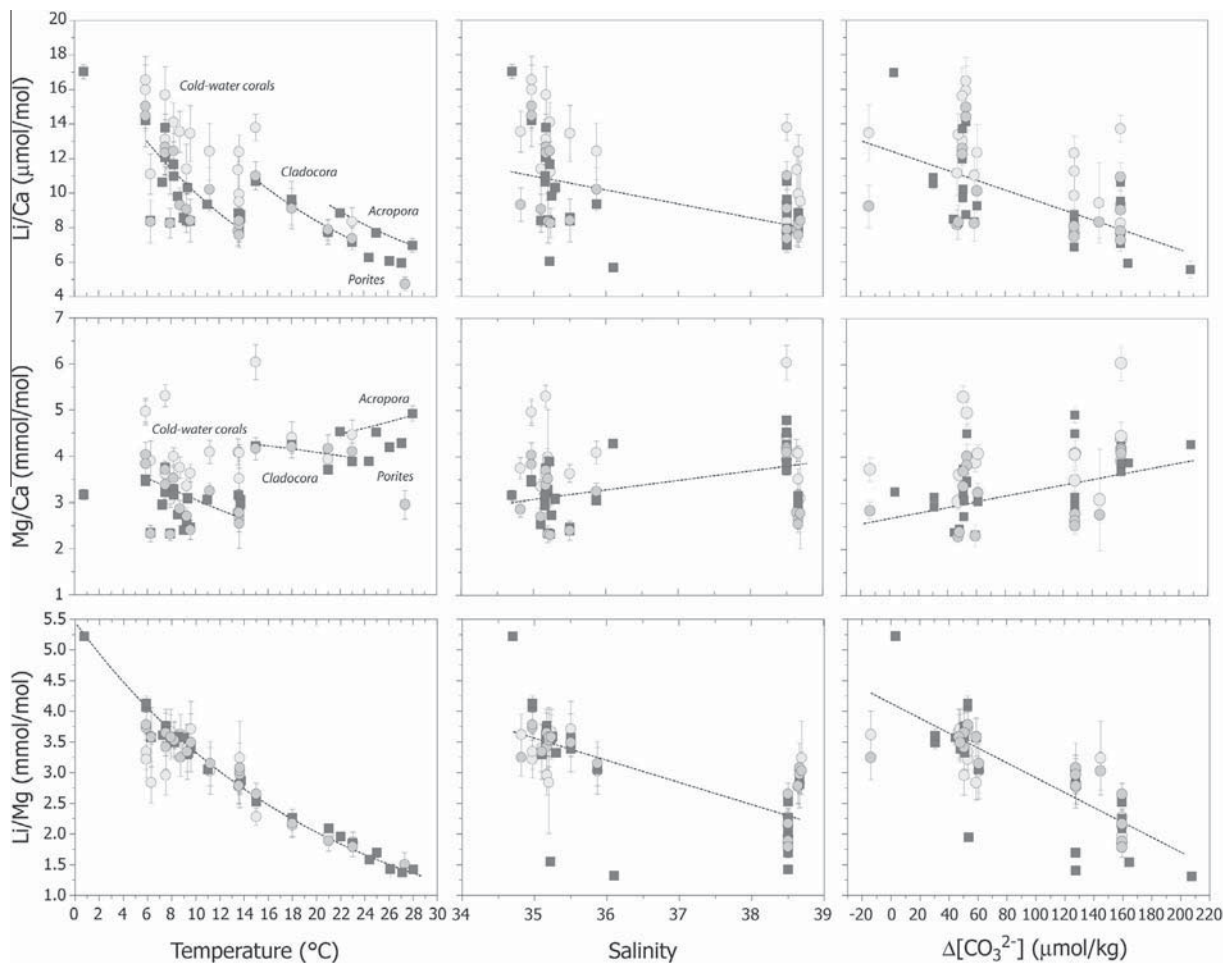 Li/Ca (μmol/mol)
20
18
16
14
12
10
8
6
4
Cold-water corals
Cladocora
Acropora
Porites
Mg/Ca (mmol/mol)
7
6
5
4
3
2
1
Cold-water corals
Acropora
Cladocora
Porites
Li/Mg (mmol/mol)
5.5
5.0
4.5
4.0
3.5
3.0
2.5
2.0
1.5
1.0
0 2 4 6 8 10 12 14 16 18 20 22 24 26 28 30
34 35 36 37 38 39
-20 0 20 40 60 80 100 120 140 160 180 200 220
Temperature (°C)
Salinity
Δ[CO₃²⁻] (μmol/kg)